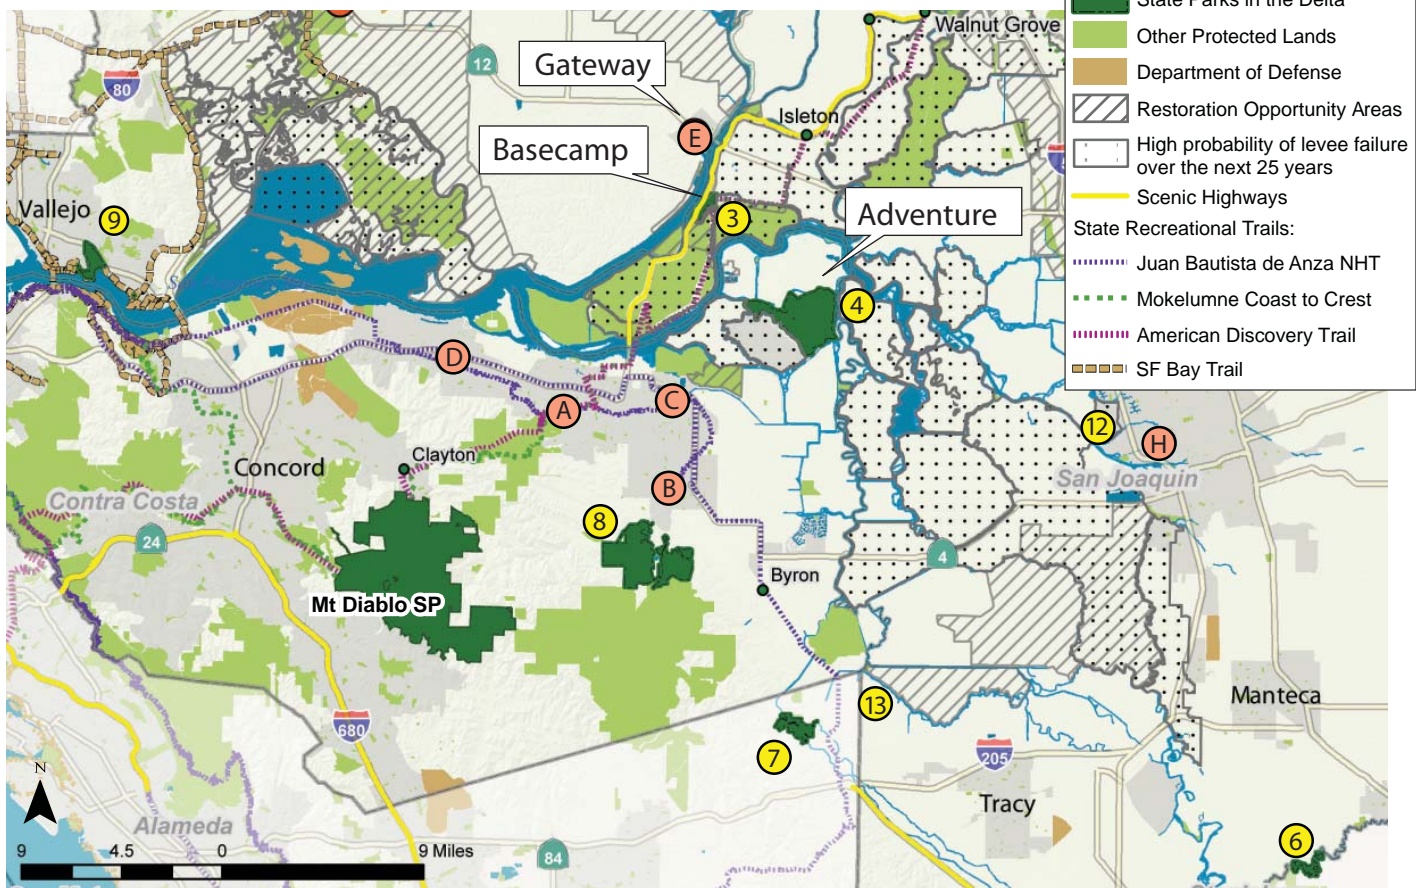 State Parks in the Delta
Other Protected Lands
Department of Defense
Restoration Opportunity Areas
High probability of levee failure
over the next 25 years
Scenic Highways
State Recreational Trails:
Juan Bautista de Anza NHT
Mokelumne Coast to Crest
American Discovery Trail
SF Bay Trail
Walnut Grove
12
Gateway
80
Isleton
E
Basecamp
Vallejo
9
3
Adventure
4
D
A
C
12
H
Clayton
Concord
San Joaquin
Contra Costa
B
8
24
4
Byron
Mt Diablo SP
Manteca
13
680
7
205
N
Tracy
Alameda
6
9
4.5
0
9 Miles
84